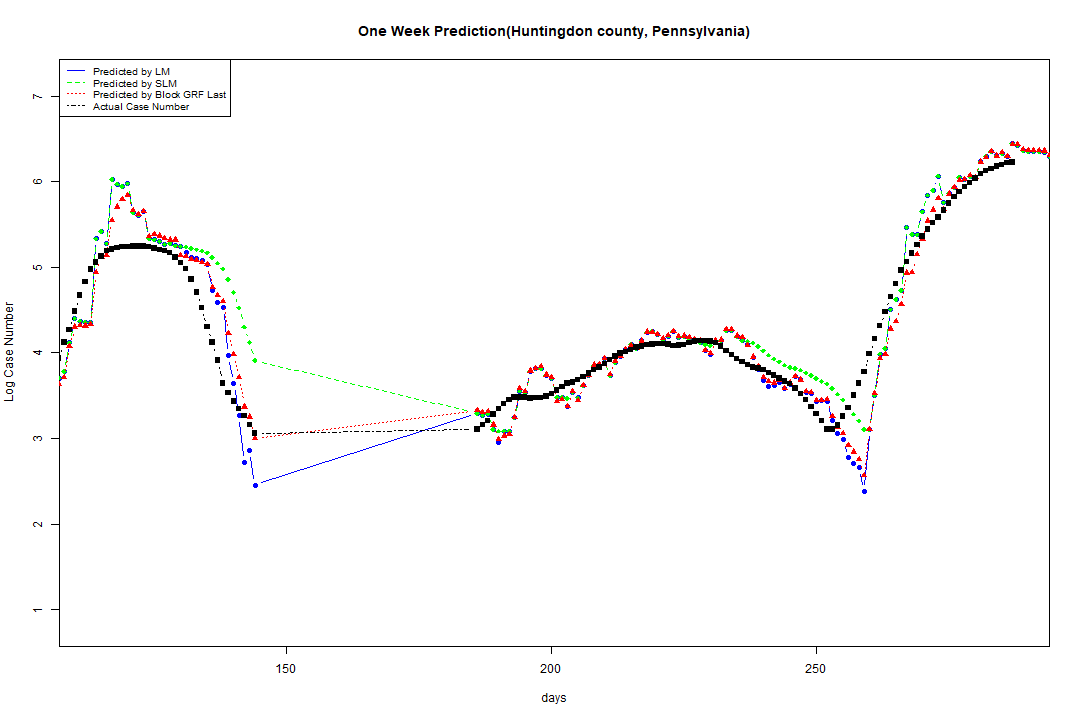 One Week Prediction(Huntingdon county, Pennsylvania)
Predicted by LM
Predicted by SLM
Predicted by Block GRF Last
Actual Case Number
Log Case Number
7
6
5
4
3
2
1
150 200 250
days